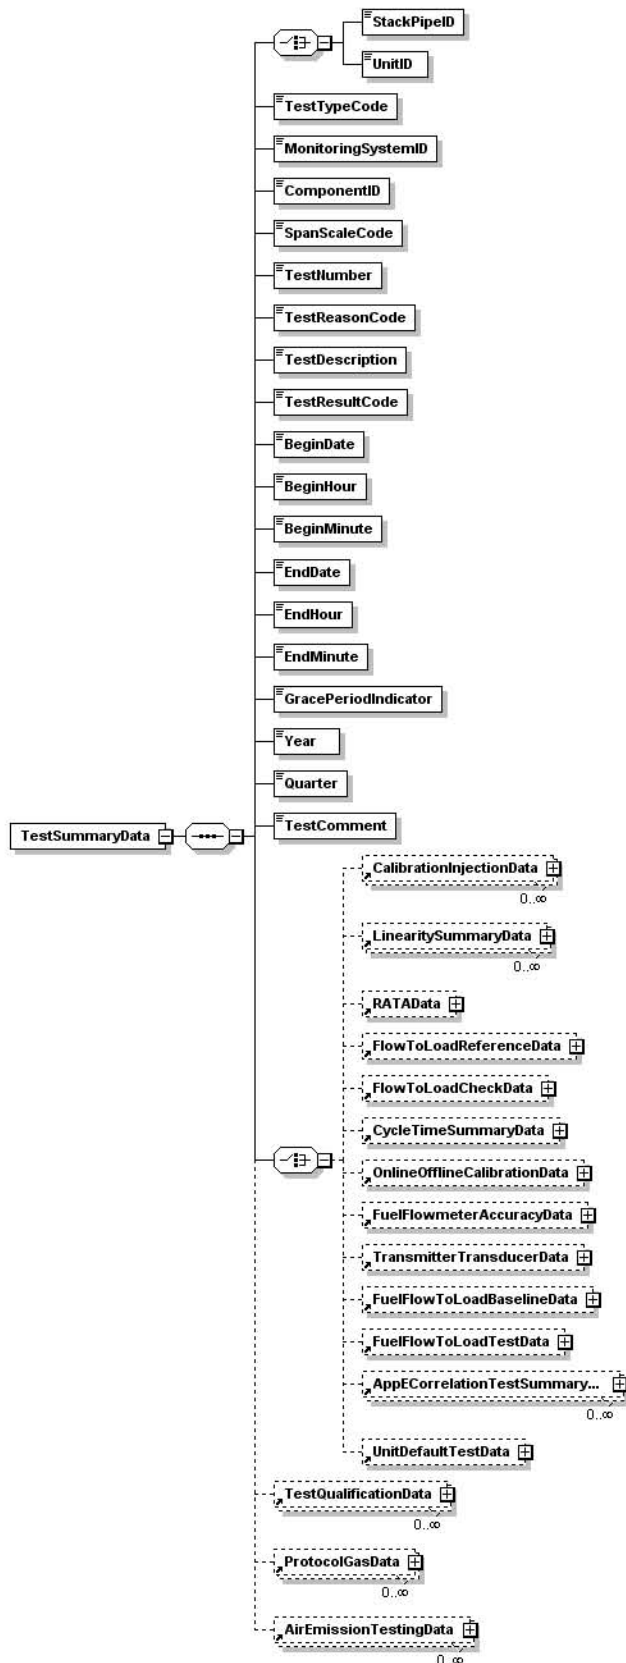 StackPipeID
UnitID
TestTypeCode
MonitoringSystemID
ComponentID
SpanScaleCode
TestNumber
TestReasonCode
TestDescription
TestResultCode
BeginDate
BeginHour
BeginMinute
EndDate
EndHour
EndMinute
GracePeriodIndicator
Year
Quarter
TestComment
TestSummaryData
CalibrationInjectionData
0..∞
LinearitySummaryData
0..∞
RATAData
FlowToLoadReferenceData
FlowToLoadCheckData
CycleTimeSummaryData
OnlineOfflineCalibrationData
FuelFlowmeterAccuracyData
TransmitterTransducerData
FuelFlowToLoadBaselineData
FuelFlowToLoadTestData
AppECorrelationTestSummary...
0..∞
UnitDefaultTestData
TestQualificationData
0..∞
ProtocolGasData
0..∞
AirEmissionTestingData
0..∞